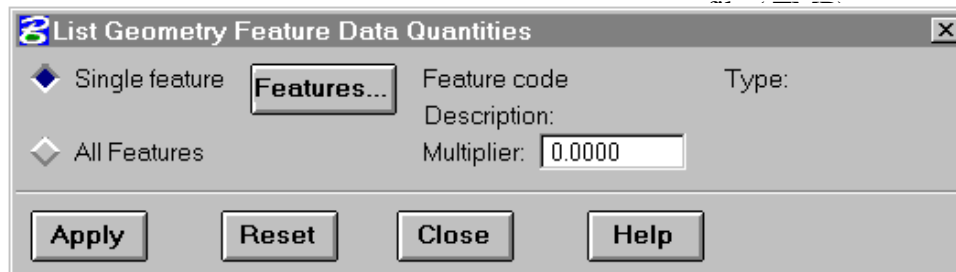 List Geometry Feature Data Quantities
Single feature Features... Feature code Type:
Description:
All Features Multiplier: 0.0000
Apply Reset Close Help